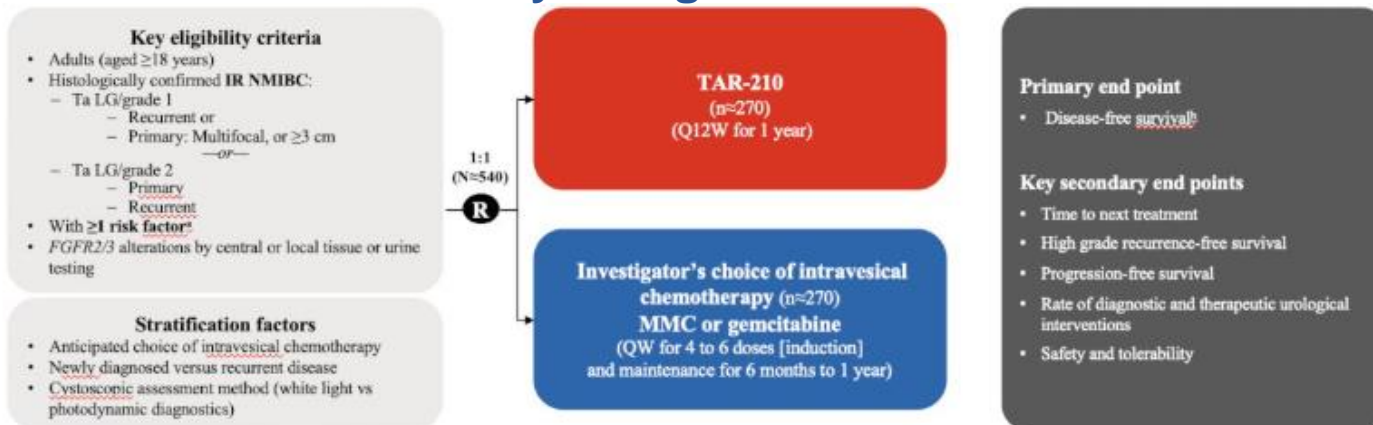 Key eligibility criteria
• Adults (aged ≥18 years)
• Histologically confirmed IR NMIBC:
– Ta LG/grade 1
– Recurrent or
– Primary: Multifocal, or ≥3 cm
—or—
– Ta LG/grade 2
– Primary
– Recurrent
• With ≥1 risk factorᵃ
• FGFR2/3 alterations by central or local tissue or urine
testing
Stratification factors
• Anticipated choice of intravesical chemotherapy
• Newly diagnosed versus recurrent disease
• Cystoscopic assessment method (white light vs
photodynamic diagnostics)
1:1
(N≈540)
R
TAR-210
(n≈270)
(Q12W for 1 year)
Investigator's choice of intravesical
chemotherapy (n≈270)
MMC or gemcitabine
(QW for 4 to 6 doses [induction]
and maintenance for 6 months to 1 year)
Primary end point
• Disease-free survivalᵇ
Key secondary end points
• Time to next treatment
• High grade recurrence-free survival
• Progression-free survival
• Rate of diagnostic and therapeutic urological
interventions
• Safety and tolerability